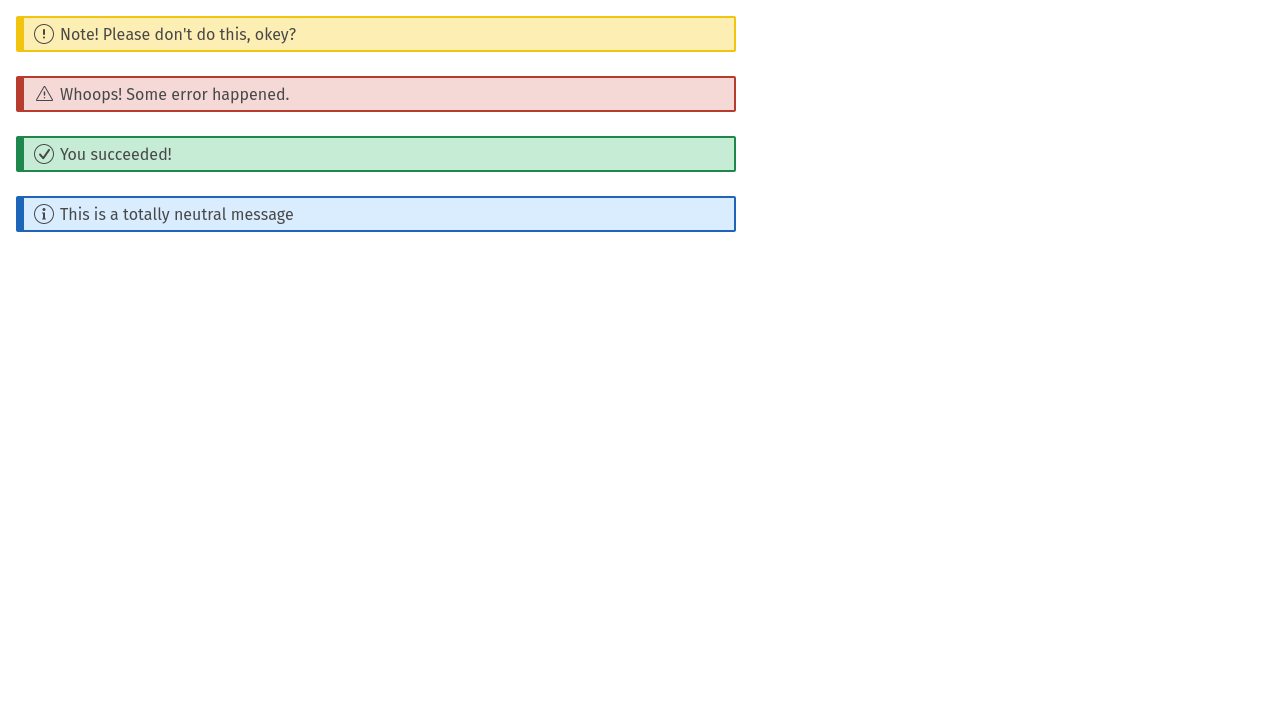 Note! Please don't do this, okey?
Whoops! Some error happened.
You succeeded!
This is a totally neutral message